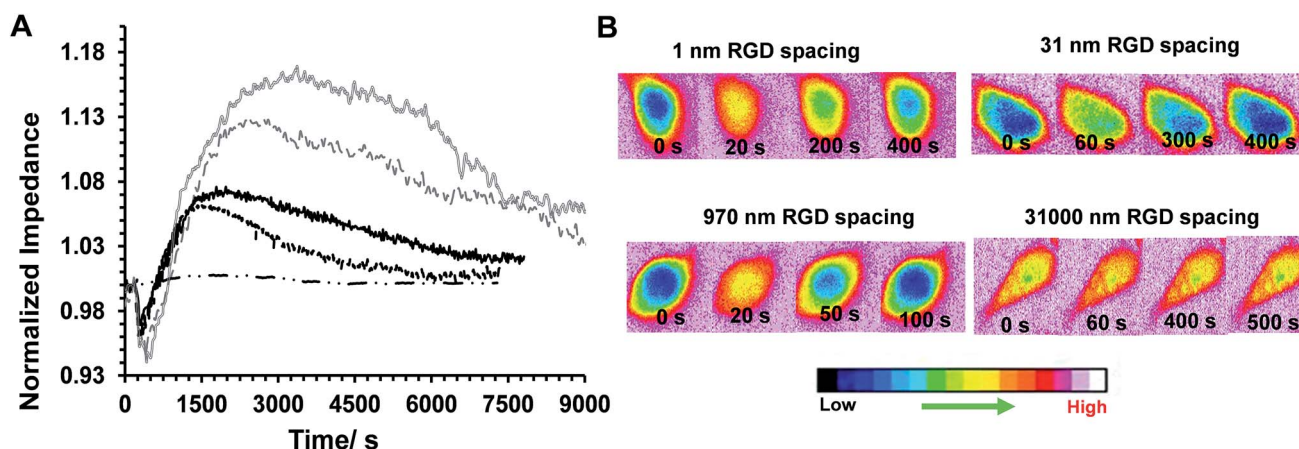 A
Normalized Impedance
1.18
1.13
1.08
1.03
0.98
0.93
0 1500 3000 4500 6000 7500 9000
Time/ s
B
1 nm RGD spacing
0 s 20 s 200 s 400 s
31 nm RGD spacing
0 s 60 s 300 s 400 s
970 nm RGD spacing
0 s 20 s 50 s 100 s
31000 nm RGD spacing
0 s 60 s 400 s 500 s
Low High